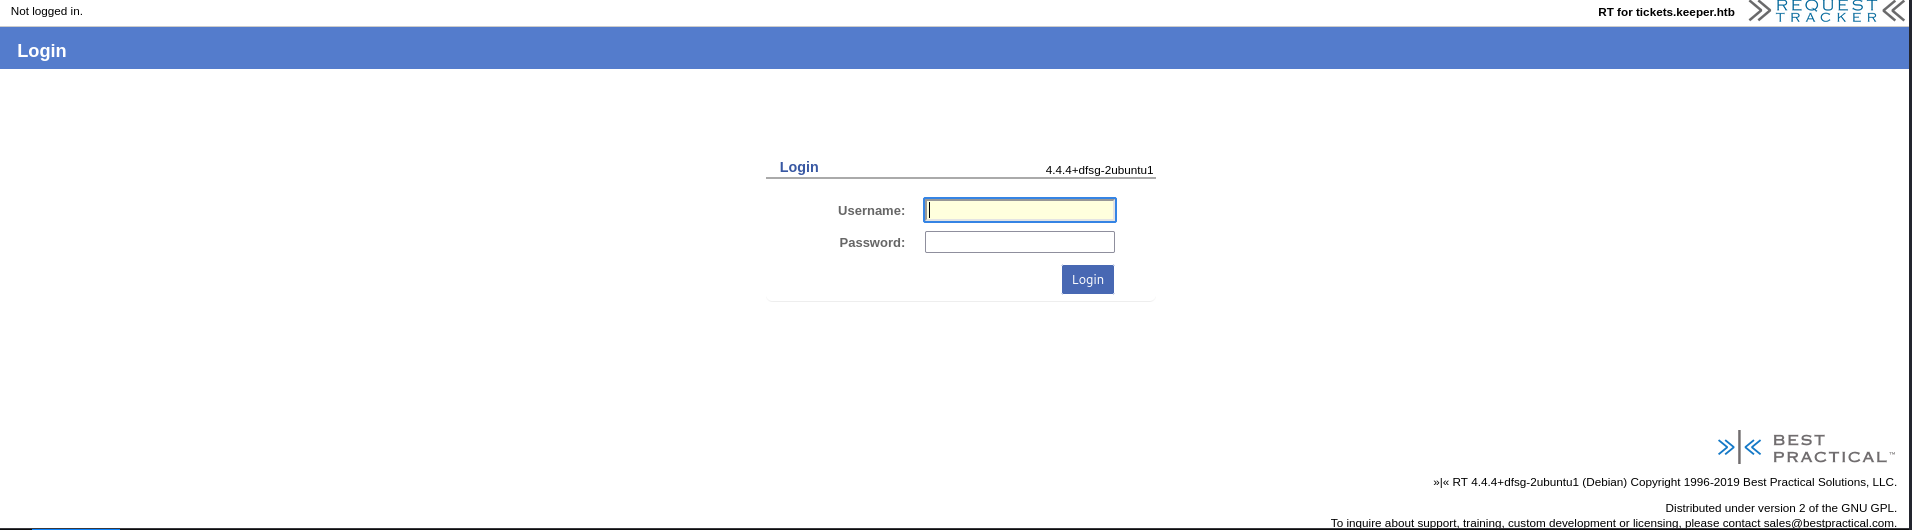 Not logged in.
RT for tickets.keeper.htb
REQUEST
TRACKER
Login
Login
4.4.4+dfsg-2ubuntu1
Username:
Password:
Login
BEST
PRACTICAL™
»|« RT 4.4.4+dfsg-2ubuntu1 (Debian) Copyright 1996-2019 Best Practical Solutions, LLC.
Distributed under version 2 of the GNU GPL.
To inquire about support, training, custom development or licensing, please contact sales@bestpractical.com.